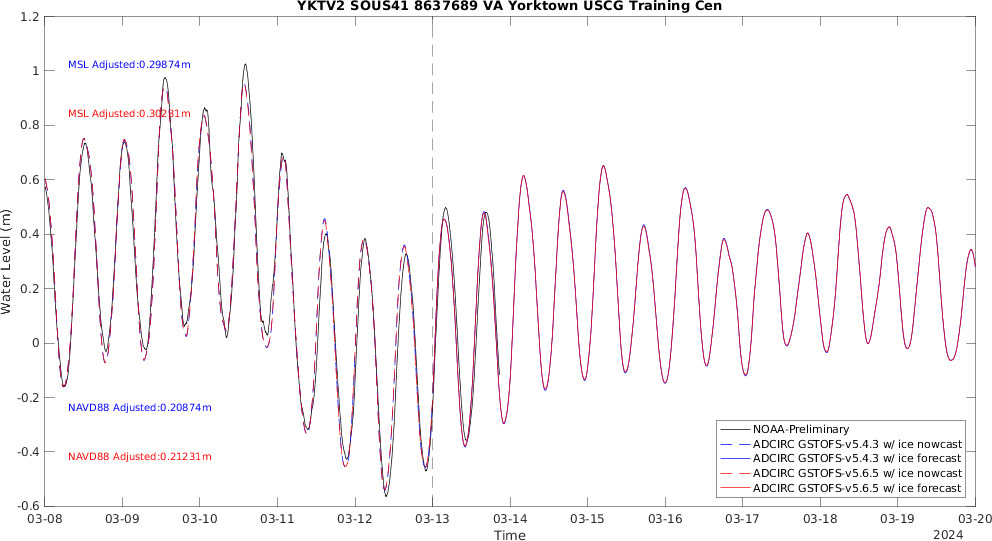 YKTV2 SOUS41 8637689 VA Yorktown USCG Training Cen
1.2
1
0.8
0.6
0.4
0.2
0
-0.2
-0.4
-0.6
Water Level (m)
MSL Adjusted:0.29874m
MSL Adjusted:0.30231m
NAVD88 Adjusted:0.20874m
NAVD88 Adjusted:0.21231m
NOAA-Preliminary
ADCIRC GSTOFS-v5.4.3 w/ ice nowcast
ADCIRC GSTOFS-v5.4.3 w/ ice forecast
ADCIRC GSTOFS-v5.6.5 w/ ice nowcast
ADCIRC GSTOFS-v5.6.5 w/ ice forecast
03-08 03-09 03-10 03-11 03-12 03-13 03-14 03-15 03-16 03-17 03-18 03-19 03-20
Time
2024